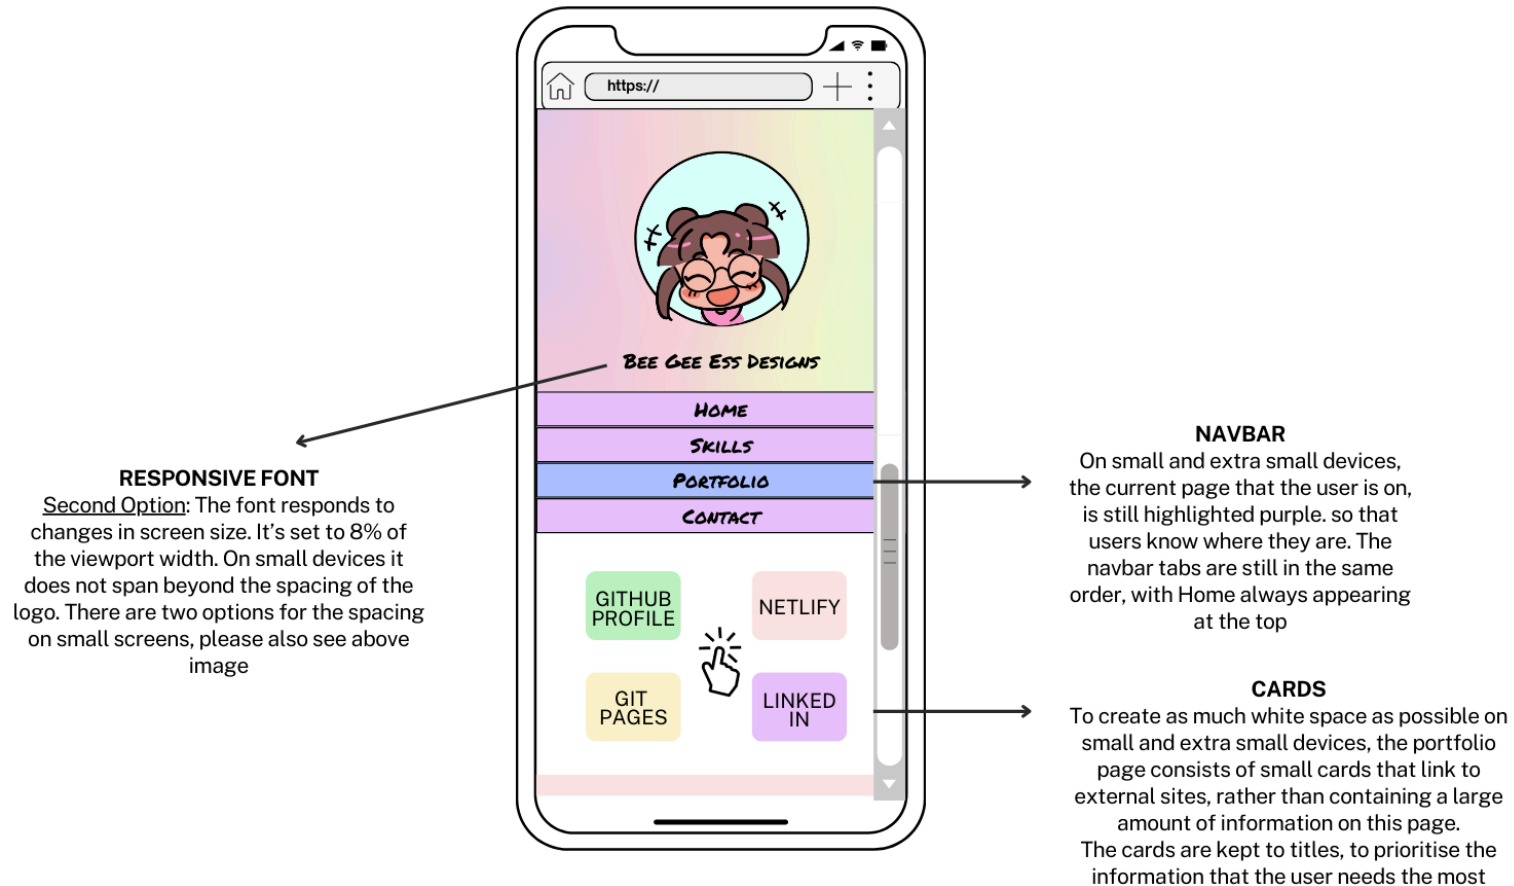 https://
BEE GEE ESS DESIGNS
HOME
SKILLS
PORTFOLIO
CONTACT
GITHUB
PROFILE
NETLIFY
GIT
PAGES
LINKED
IN
RESPONSIVE FONT
Second Option: The font responds to
changes in screen size. It’s set to 8% of
the viewport width. On small devices it
does not span beyond the spacing of the
logo. There are two options for the spacing
on small screens, please also see above
image
NAVBAR
On small and extra small devices,
the current page that the user is on,
is still highlighted purple. so that
users know where they are. The
navbar tabs are still in the same
order, with Home always appearing
at the top
CARDS
To create as much white space as possible on
small and extra small devices, the portfolio
page consists of small cards that link to
external sites, rather than containing a large
amount of information on this page.
The cards are kept to titles, to prioritise the
information that the user needs the most